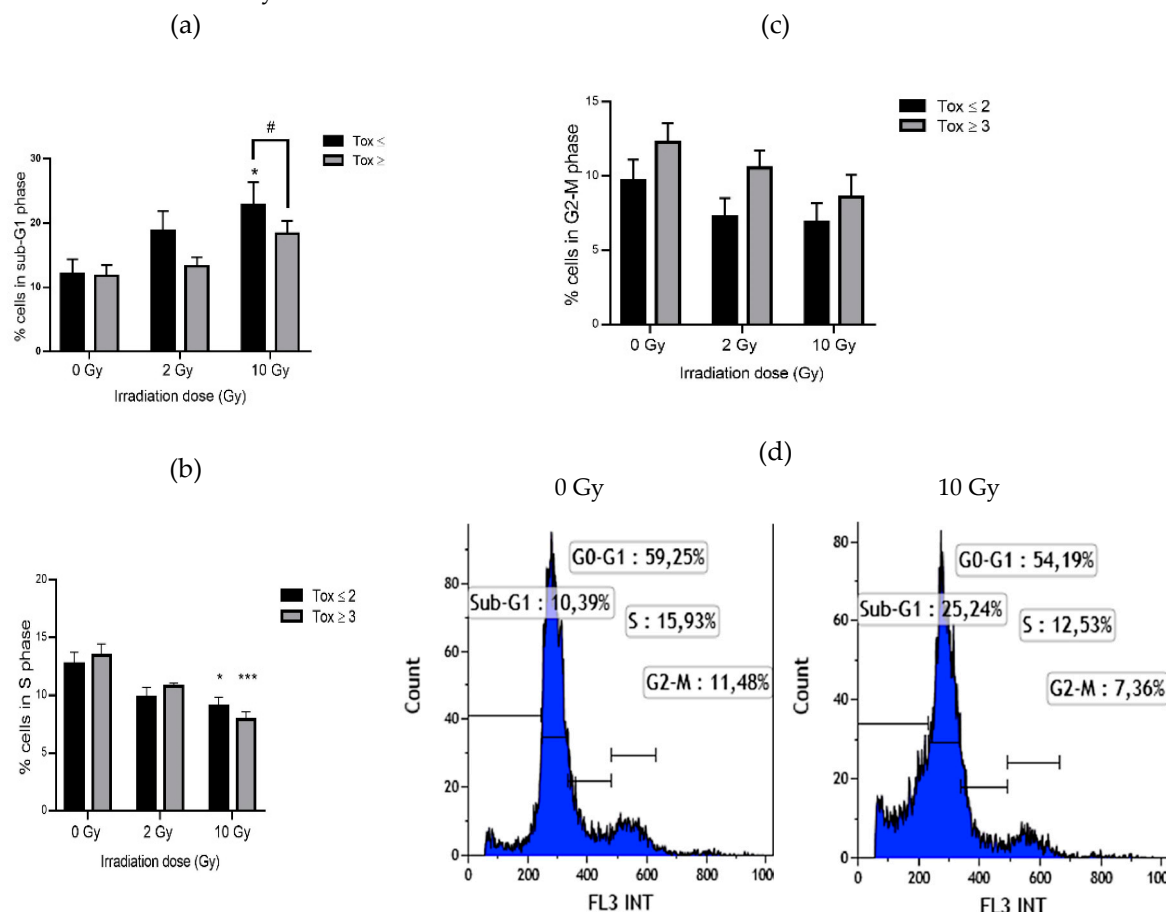 (a)
#
Tox ≤
Tox ≥
*
30
20
10
0
% cells in sub-G1 phase
0 Gy 2 Gy 10 Gy
Irradiation dose (Gy)
(c)
Tox ≤ 2
Tox ≥ 3
15
10
5
0
% cells in G2-M phase
0 Gy 2 Gy 10 Gy
Irradiation dose (Gy)
(b)
Tox ≤ 2
Tox ≥ 3
* ***
20
15
10
5
0
% cells in S phase
0 Gy 2 Gy 10 Gy
Irradiation dose (Gy)
(d)
0 Gy
G0-G1 : 59,25%
Sub-G1 : 10,39%
S : 15,93%
G2-M : 11,48%
80
60
40
20
0
Count
0 200 400 600 800 100
FL3 INT
10 Gy
G0-G1 : 54,19%
Sub-G1 : 25,24%
S : 12,53%
G2-M : 7,36%
80
60
40
20
0
Count
0 200 400 600 800 100
FL3 INT